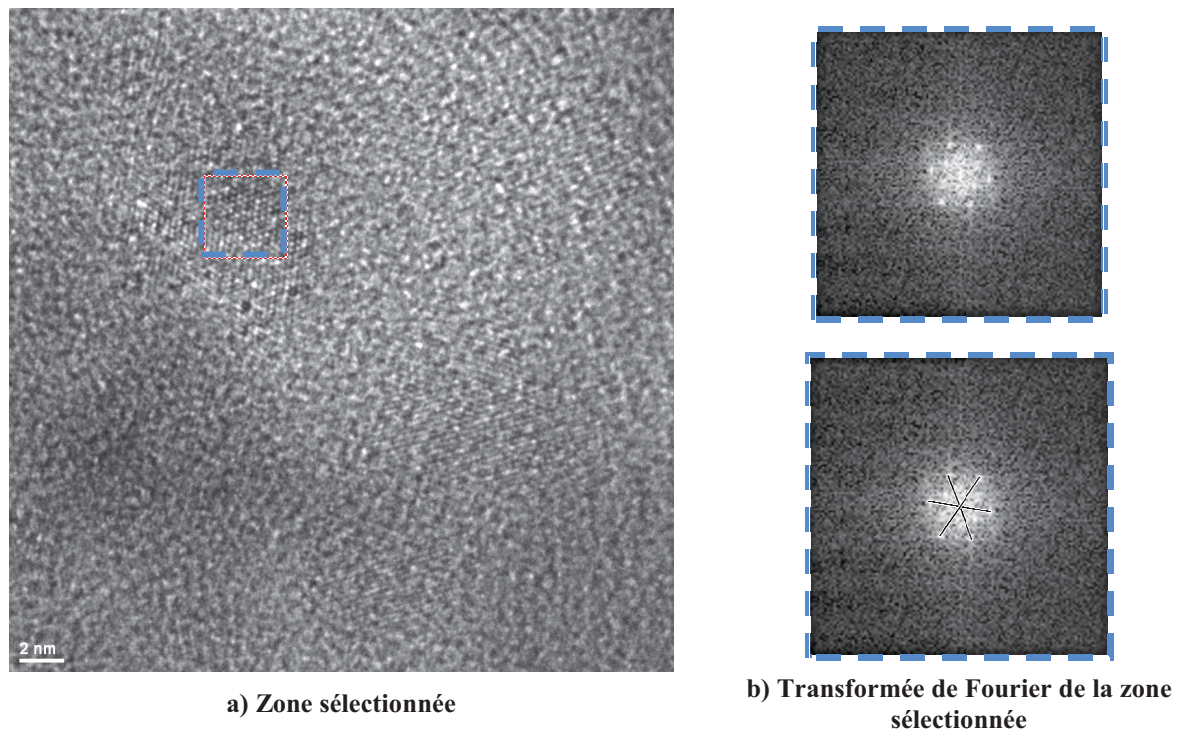 2 nm
a) Zone sélectionnée
b) Transformée de Fourier de la zone
sélectionnée